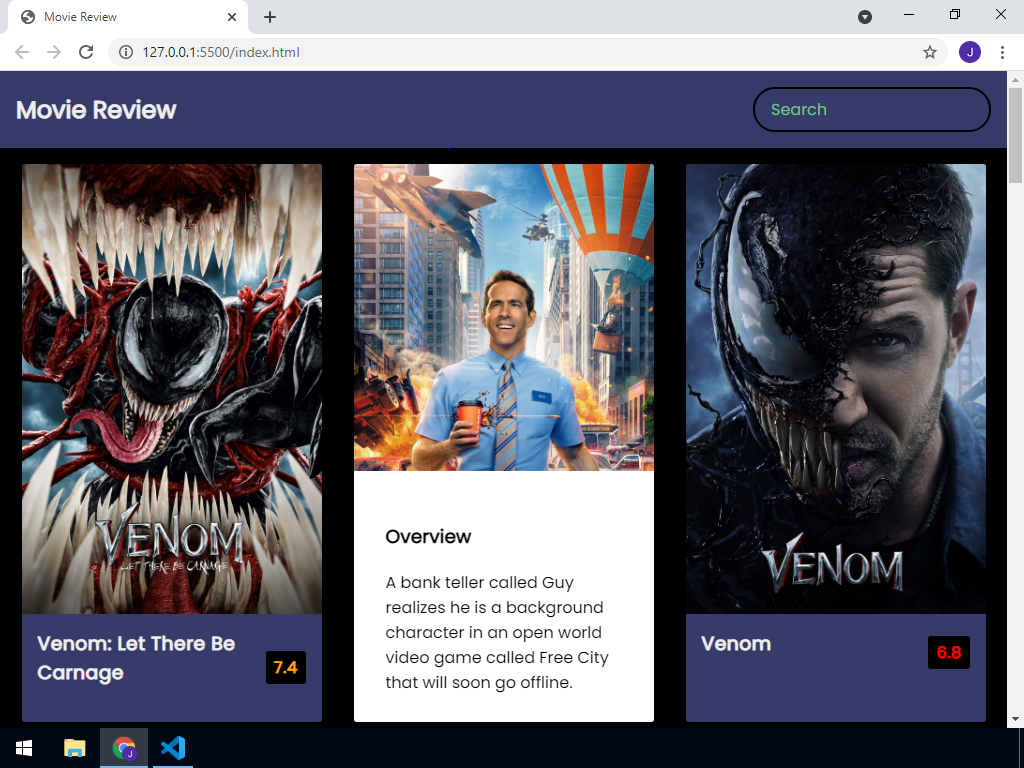 Movie Review
127.0.0.1:5500/index.html
J
Movie Review
Search
VENOM
LET THERE BE CARNAGE
Venom: Let There Be
Carnage
7.4
Overview
A bank teller called Guy
realizes he is a background
character in an open world
video game called Free City
that will soon go offline.
VENOM
Venom
6.8
J